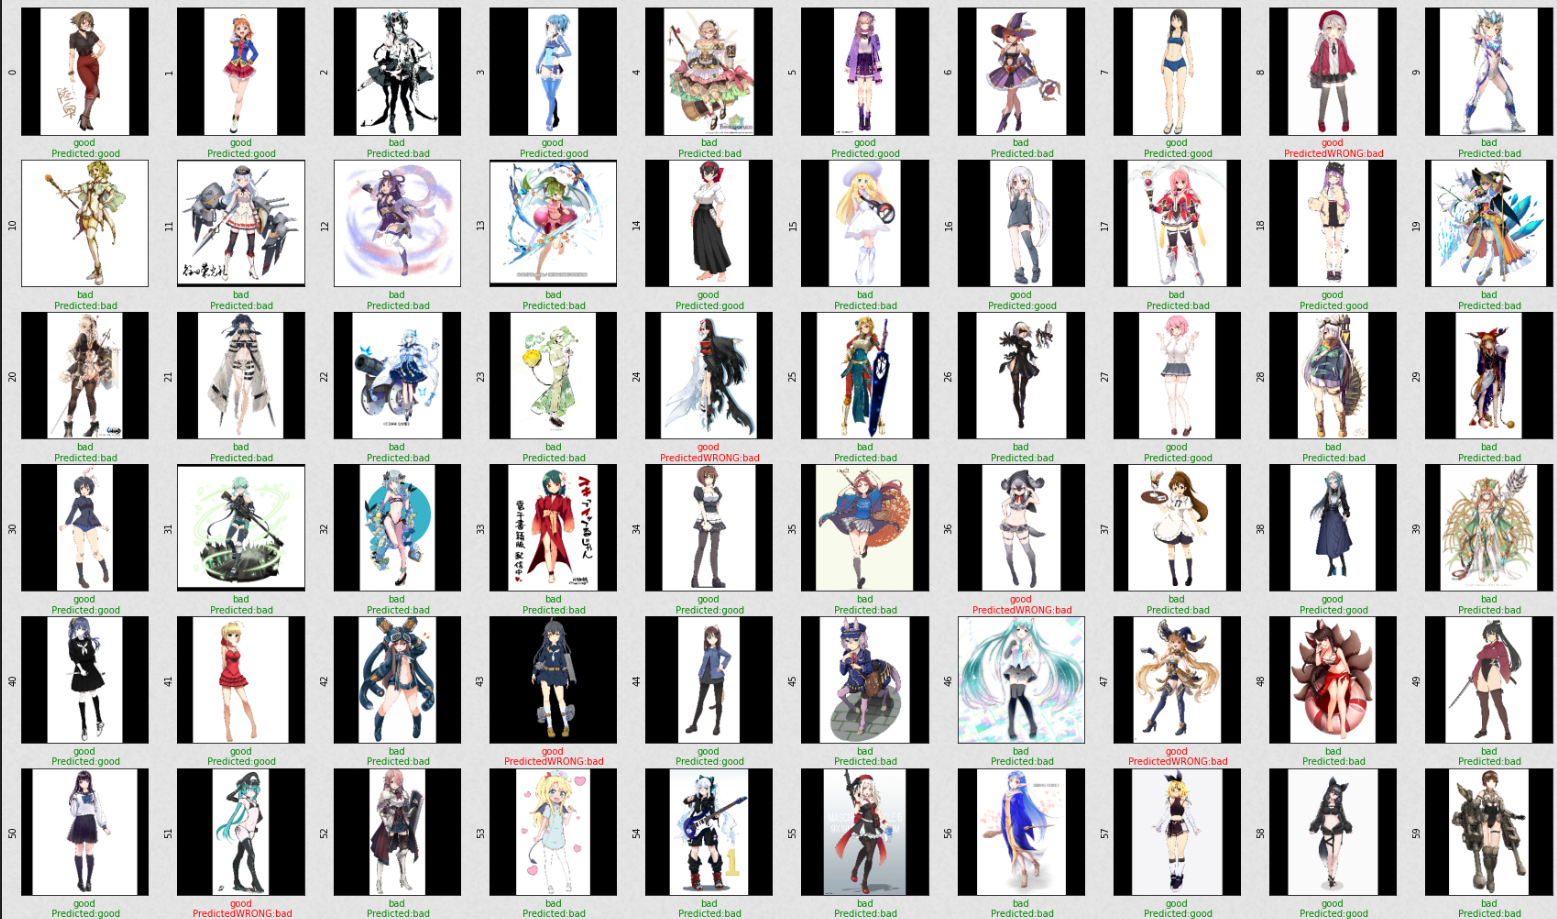 0 1 2 3 4 5 6 7 8 9
good good bad good bad good bad good good bad
Predicted:good Predicted:good Predicted:bad Predicted:good Predicted:bad Predicted:good Predicted:bad Predicted:good PredictedWRONG:bad Predicted:bad
10 11 12 13 14 15 16 17 18 19
bad bad bad bad good bad good bad good bad
Predicted:bad Predicted:bad Predicted:bad Predicted:bad Predicted:good Predicted:bad Predicted:good Predicted:bad Predicted:good Predicted:bad
20 21 22 23 24 25 26 27 28 29
bad bad bad bad good bad bad good bad bad
Predicted:bad Predicted:bad Predicted:bad Predicted:bad PredictedWRONG:bad Predicted:bad Predicted:bad Predicted:good Predicted:bad Predicted:bad
30 31 32 33 34 35 36 37 38 39
電子書籍版、配信中
good bad bad bad good bad good bad good bad
Predicted:good Predicted:bad Predicted:bad Predicted:bad Predicted:good Predicted:bad PredictedWRONG:bad Predicted:bad Predicted:good Predicted:bad
40 41 42 43 44 45 46 47 48 49
good good bad good good bad bad good bad bad
Predicted:good Predicted:good Predicted:bad PredictedWRONG:bad Predicted:good Predicted:bad Predicted:bad PredictedWRONG:bad Predicted:bad Predicted:bad
50 51 52 53 54 55 56 57 58 59
1
good good bad bad bad bad bad good good bad
Predicted:good PredictedWRONG:bad Predicted:bad Predicted:bad Predicted:bad Predicted:bad Predicted:bad Predicted:good Predicted:good Predicted:bad